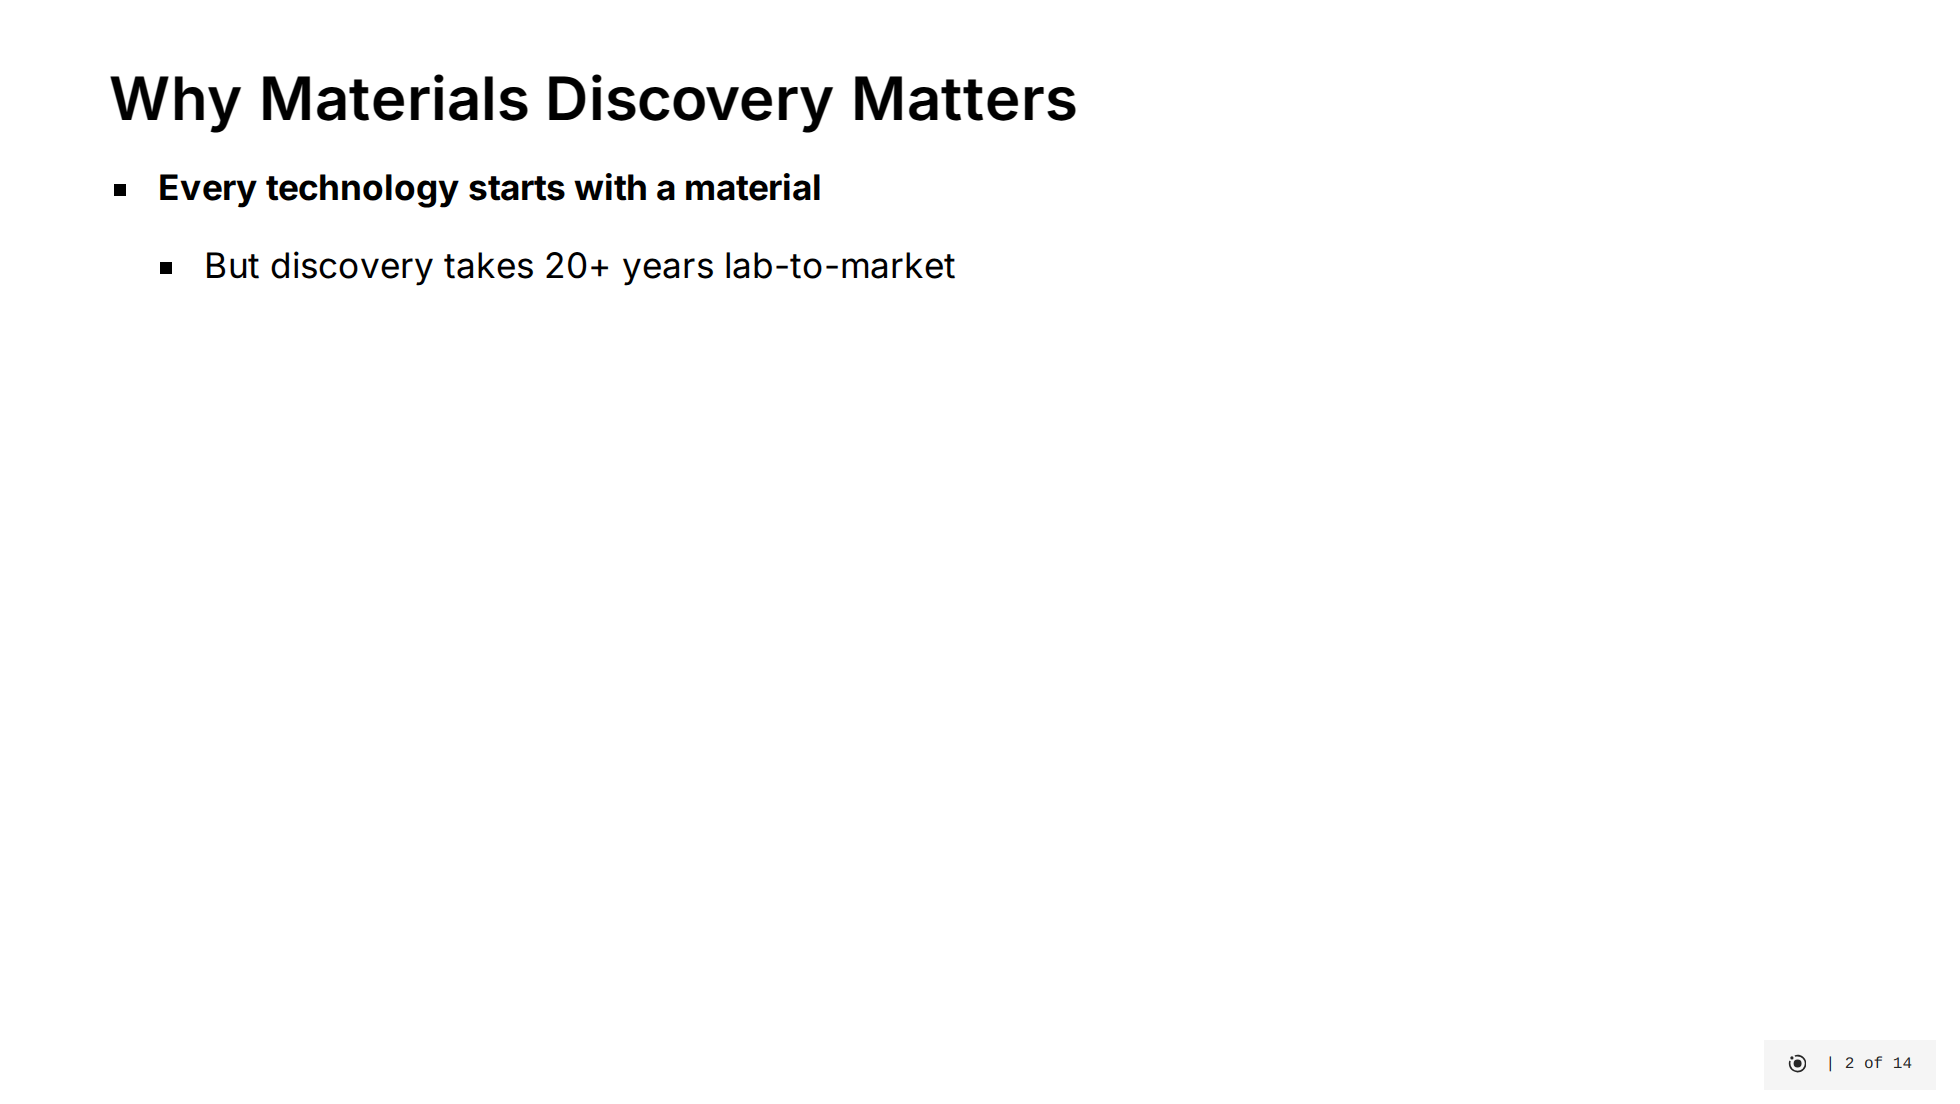 Why Materials Discovery Matters
▪ Every technology starts with a material
▪ But discovery takes 20+ years lab-to-market
| 2 of 14